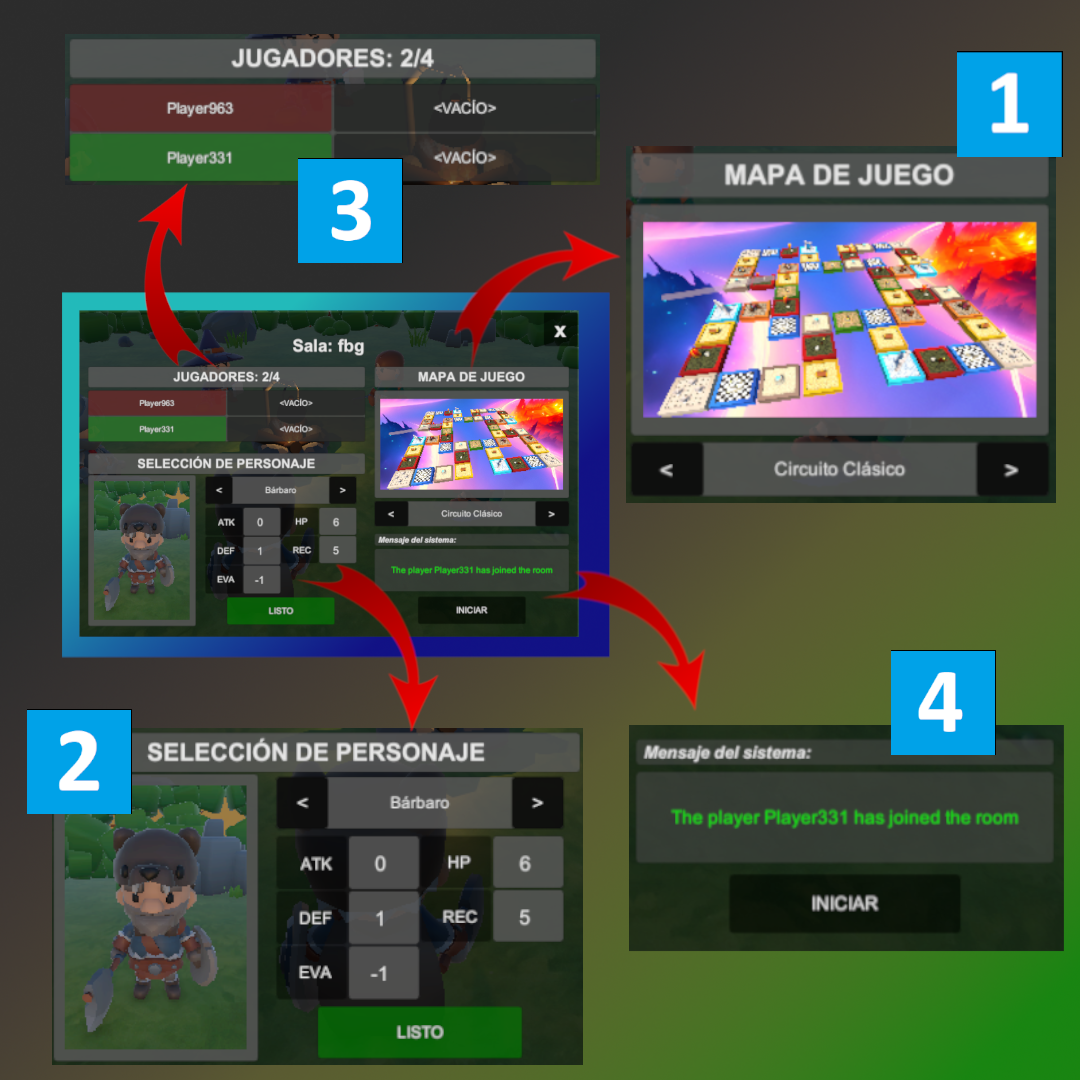 JUGADORES: 2/4
Player963
<VACÍO>
Player331
<VACÍO>
3
1
MAPA DE JUEGO
<
Circuito Clásico
>
X
Sala: fbg
JUGADORES: 2/4
Player963
<VACÍO>
Player331
<VACÍO>
SELECCIÓN DE PERSONAJE
<
Bárbaro
>
ATK
0
HP
6
DEF
1
REC
5
EVA
-1
LISTO
MAPA DE JUEGO
<
Circuito Clásico
>
Mensaje del sistema:
The player Player331 has joined the room
INICIAR
2
SELECCIÓN DE PERSONAJE
<
Bárbaro
>
ATK
0
HP
6
DEF
1
REC
5
EVA
-1
LISTO
4
Mensaje del sistema:
The player Player331 has joined the room
INICIAR